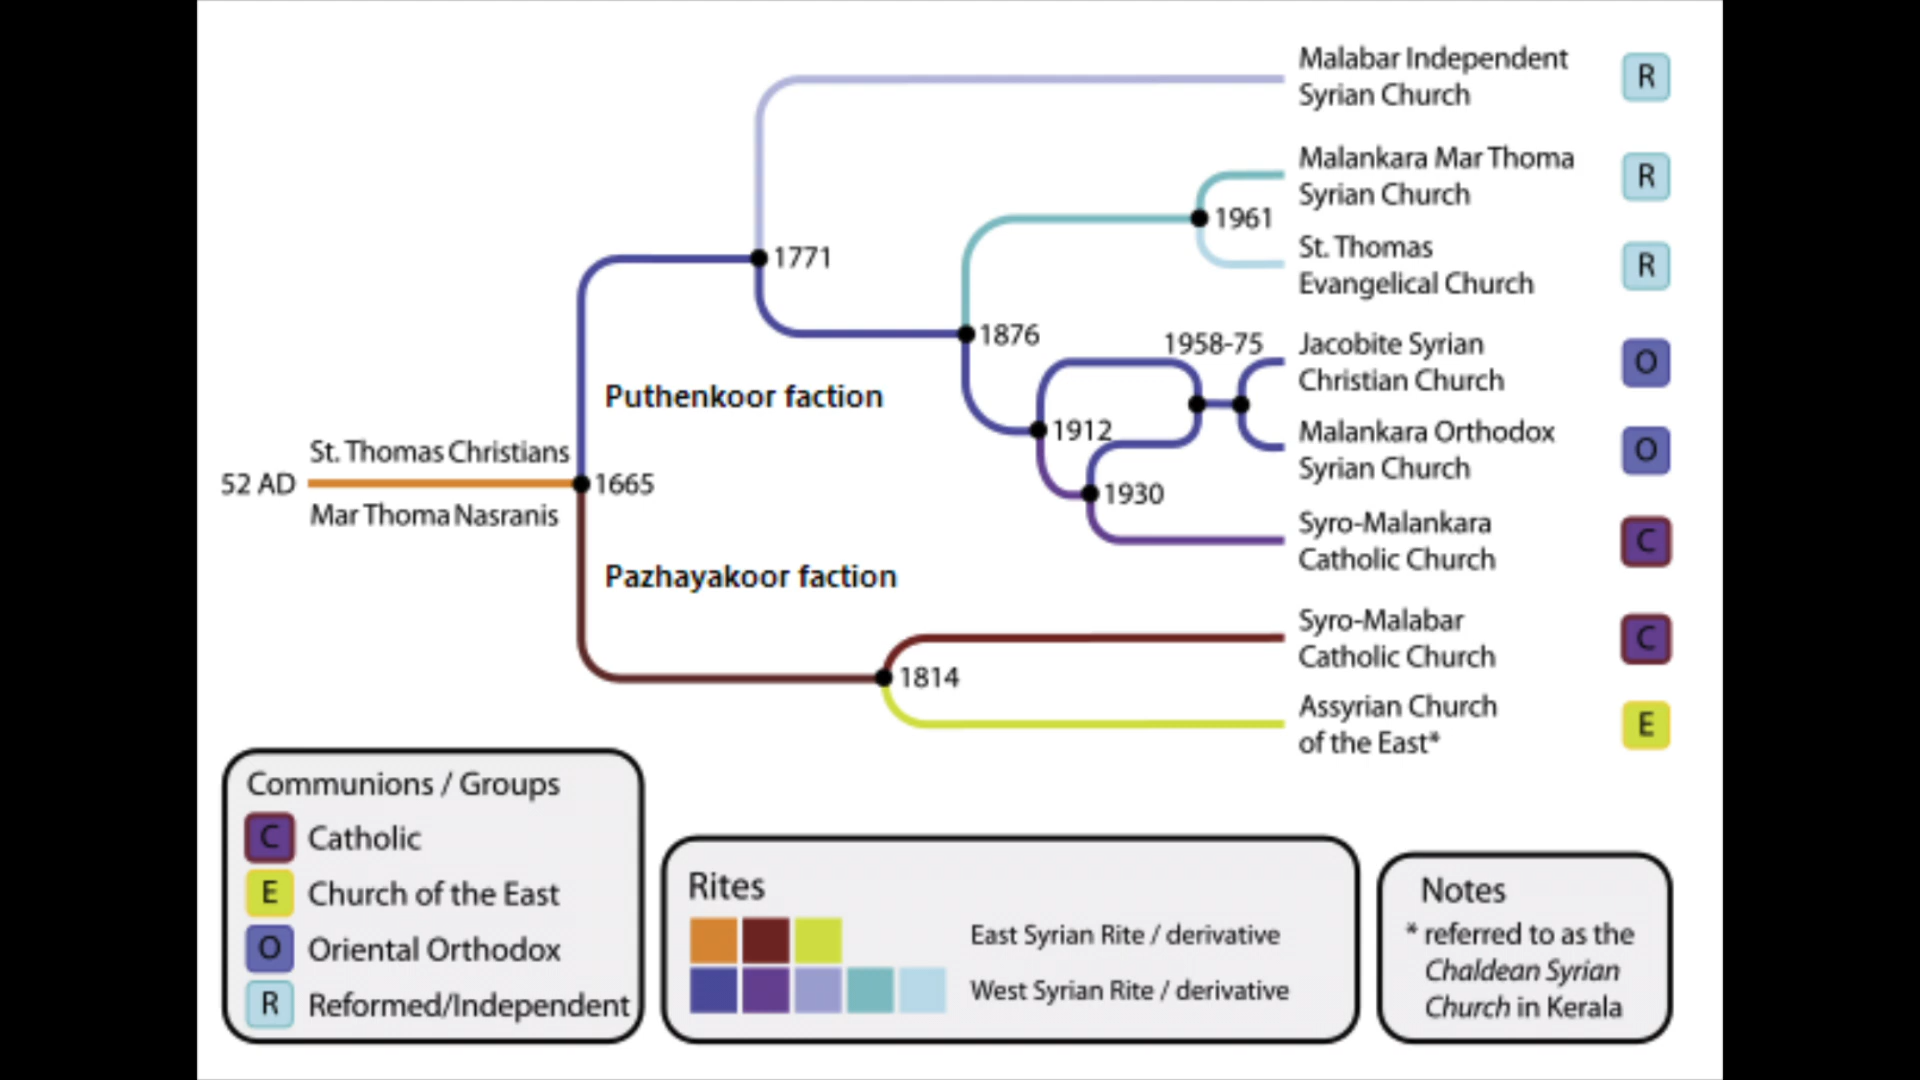 Malabar Independent
Syrian Church
R
Malankara Mar Thoma
Syrian Church
R
1961
St. Thomas
Evangelical Church
R
1771
1876
1958-75
Jacobite Syrian
Christian Church
O
Puthenkoor faction
1912
Malankara Orthodox
Syrian Church
O
St. Thomas Christians
52 AD
1665
Mar Thoma Nasranis
1930
Syro-Malankara
Catholic Church
C
Pazhayakoor faction
Syro-Malabar
Catholic Church
C
1814
Assyrian Church
of the East*
E
Communions / Groups
C Catholic
E Church of the East
O Oriental Orthodox
R Reformed/Independent
Rites
East Syrian Rite / derivative
West Syrian Rite / derivative
Notes
* referred to as the
Chaldean Syrian
Church in Kerala